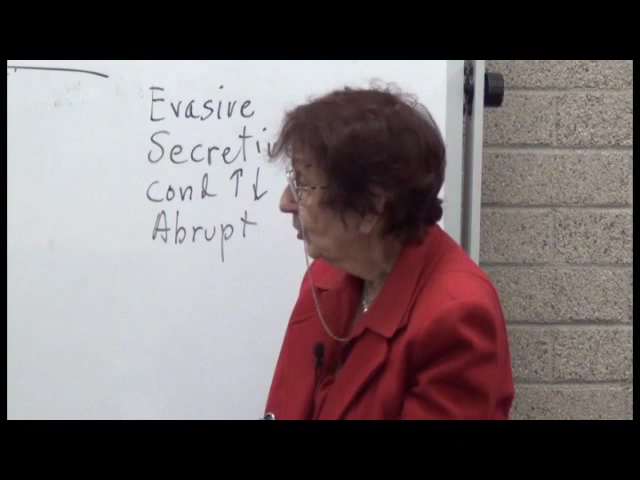 Evasive
Secreti
cond ↑↓
Abrupt